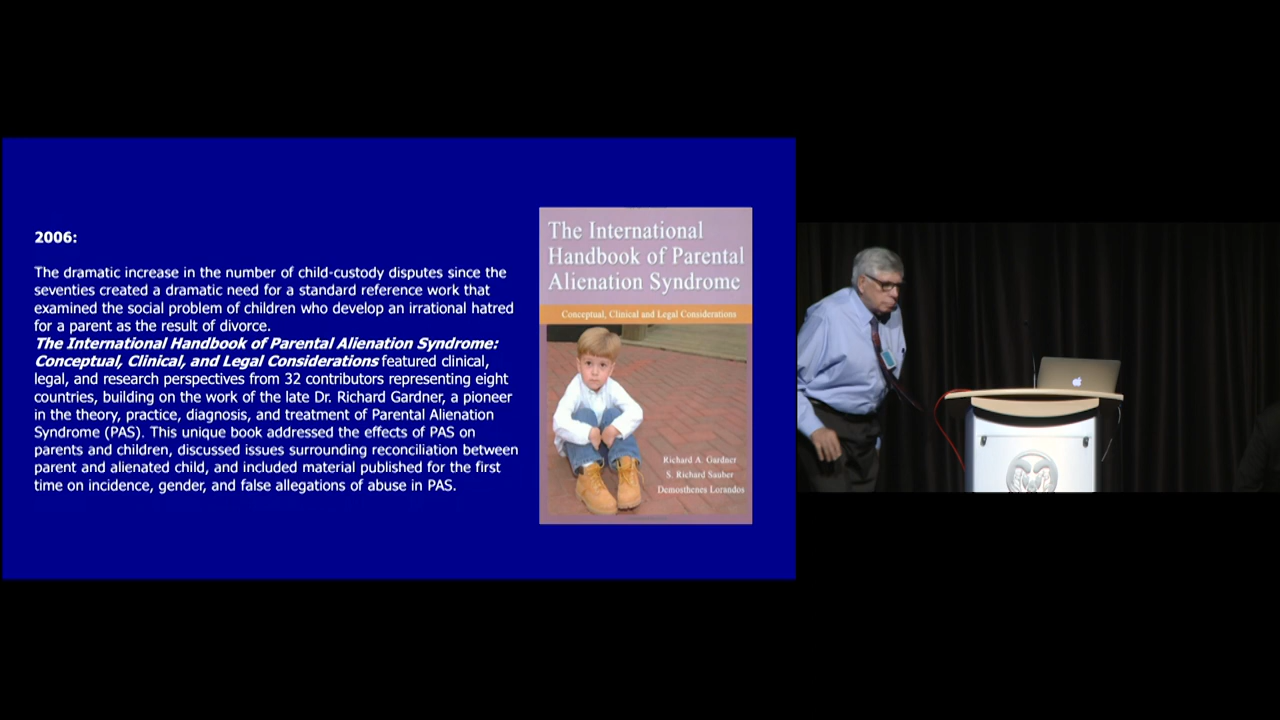 2006:
The dramatic increase in the number of child-custody disputes since the
seventies created a dramatic need for a standard reference work that
examined the social problem of children who develop an irrational hatred
for a parent as the result of divorce.
The International Handbook of Parental Alienation Syndrome:
Conceptual, Clinical, and Legal Considerations featured clinical,
legal, and research perspectives from 32 contributors representing eight
countries, building on the work of the late Dr. Richard Gardner, a pioneer
in the theory, practice, diagnosis, and treatment of Parental Alienation
Syndrome (PAS). This unique book addressed the effects of PAS on
parents and children, discussed issues surrounding reconciliation between
parent and alienated child, and included material published for the first
time on incidence, gender, and false allegations of abuse in PAS.
The International
Handbook of Parental
Alienation Syndrome
Conceptual, Clinical and Legal Considerations
Richard A. Gardner
S. Richard Sauber
Demosthenes Lorandos